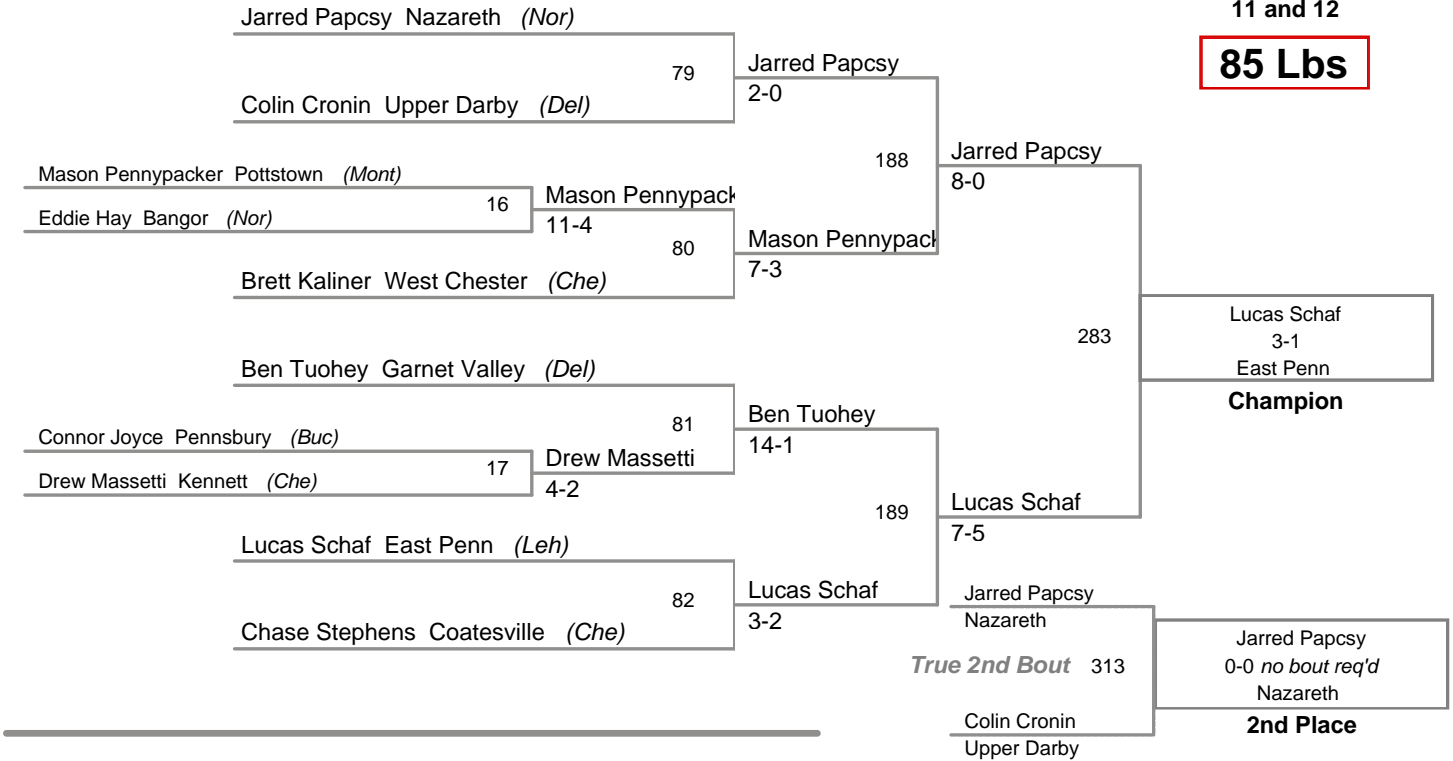 11 and 12
85 Lbs
Jarred Papcsy Nazareth (Nor)
79
Colin Cronin Upper Darby (Del)
Jarred Papcsy
2-0
Mason Pennypacker Pottstown (Mont)
16
Eddie Hay Bangor (Nor)
Mason Pennypack
11-4
80
Brett Kaliner West Chester (Che)
Mason Pennypack
7-3
188
Jarred Papcsy
8-0
Ben Tuohey Garnet Valley (Del)
81
Connor Joyce Pennsbury (Buc)
17
Drew Massetti Kennett (Che)
Drew Massetti
4-2
Ben Tuohey
14-1
189
Lucas Schaf East Penn (Leh)
82
Chase Stephens Coatesville (Che)
Lucas Schaf
3-2
Lucas Schaf
7-5
283
Lucas Schaf
3-1
East Penn
Champion
Jarred Papcsy
Nazareth
True 2nd Bout 313
Colin Cronin
Upper Darby
Jarred Papcsy
0-0 no bout req'd
Nazareth
2nd Place